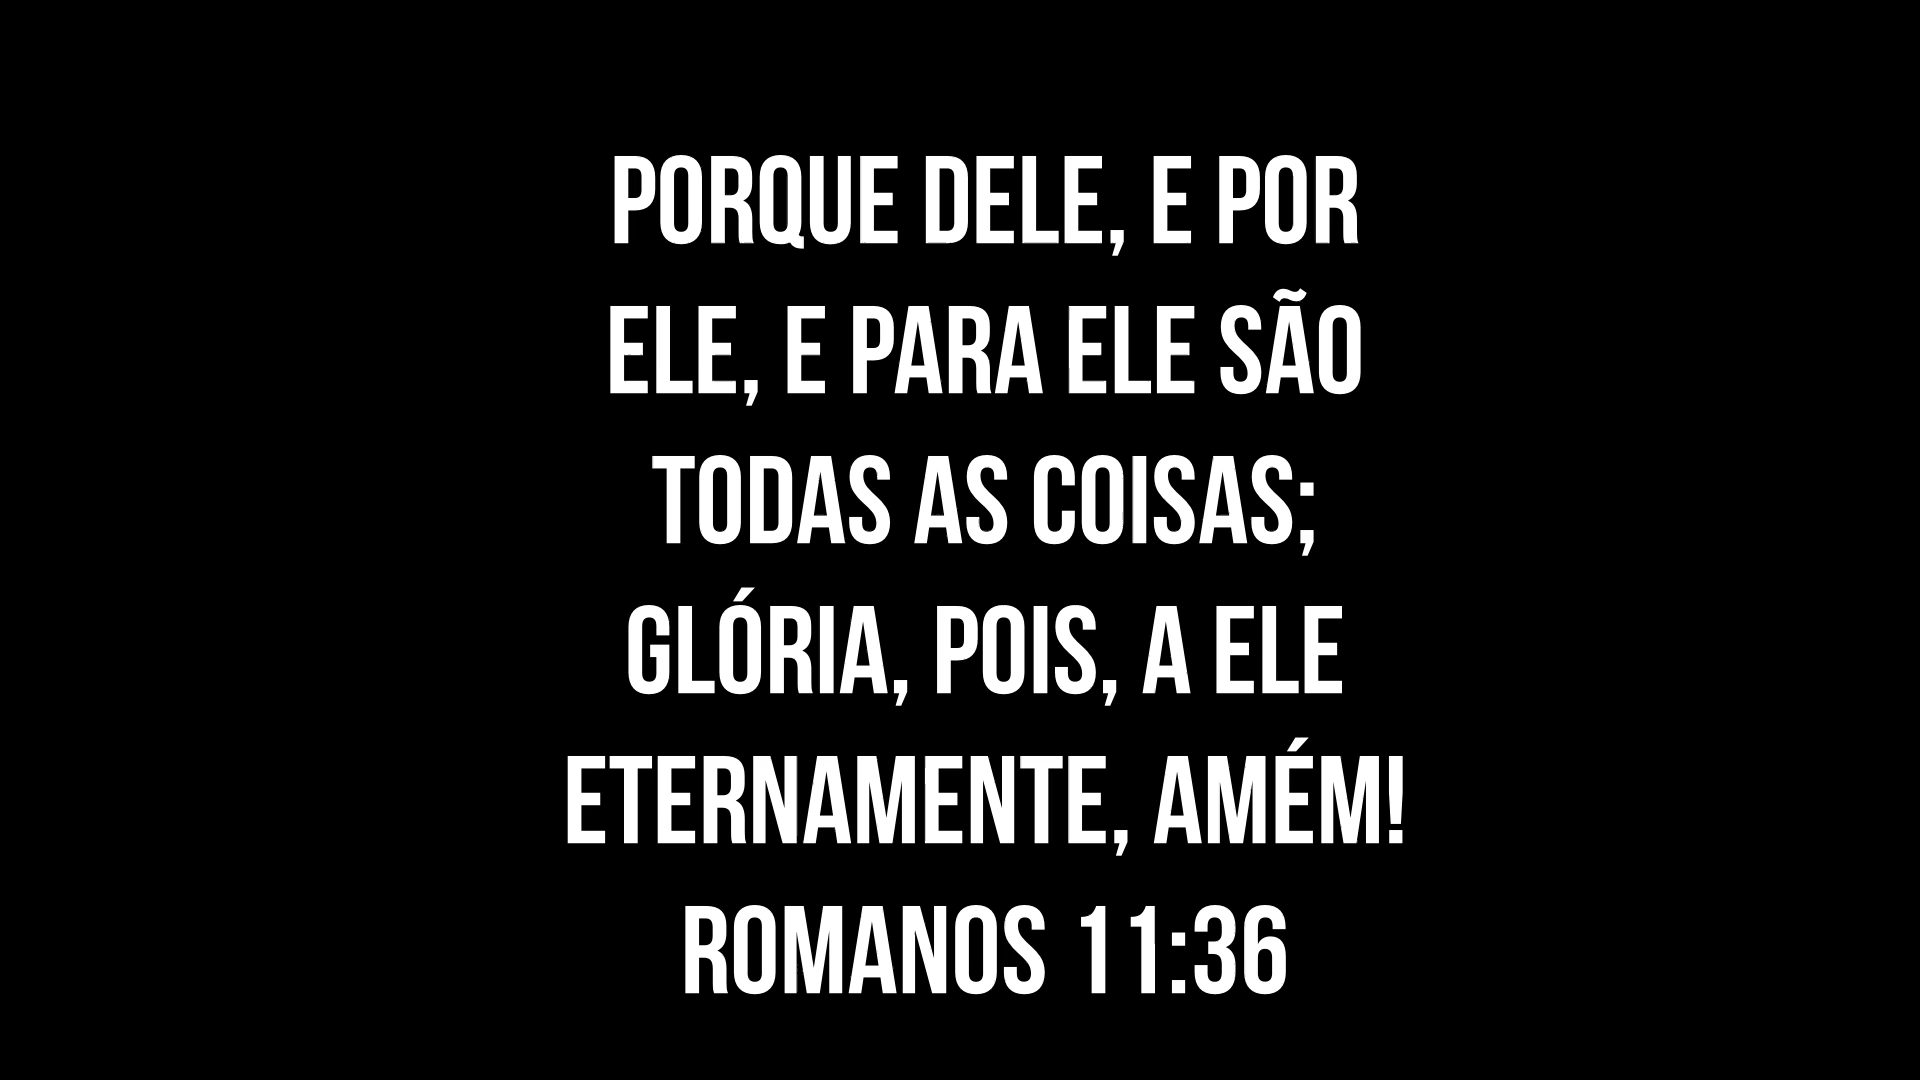 PORQUE DELE, E POR
ELE, E PARA ELE SÃO
TODAS AS COISAS;
GLÓRIA, POIS, A ELE
ETERNAMENTE, AMÉM!
ROMANOS 11:36